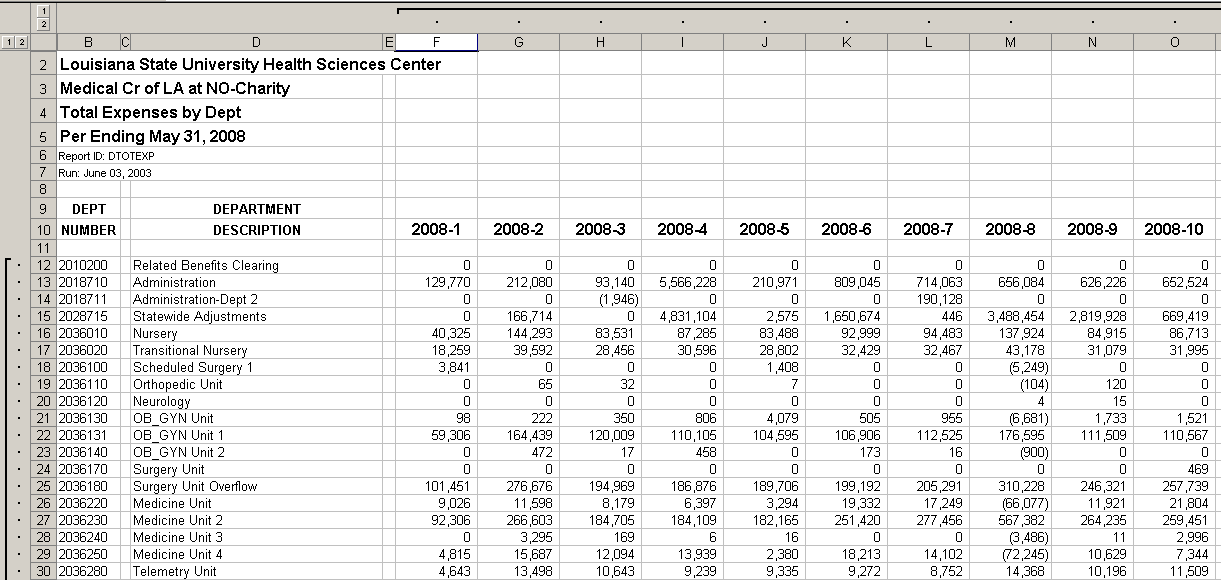 1
2
1 2 B C D E F G H I J K L M N O
2 Louisiana State University Health Sciences Center
3 Medical Cr of LA at NO-Charity
4 Total Expenses by Dept
5 Per Ending May 31, 2008
6 Report ID: DTOTEXP
7 Run: June 03, 2003
8
9 DEPT DEPARTMENT
10 NUMBER DESCRIPTION 2008-1 2008-2 2008-3 2008-4 2008-5 2008-6 2008-7 2008-8 2008-9 2008-10
11
12 2010200 Related Benefits Clearing 0 0 0 0 0 0 0 0 0 0
13 2018710 Administration 129,770 212,080 93,140 5,566,228 210,971 809,045 714,063 656,084 626,226 652,524
14 2018711 Administration-Dept 2 0 0 (1,946) 0 0 0 190,128 0 0 0
15 2028715 Statewide Adjustments 0 166,714 0 4,831,104 2,575 1,650,674 446 3,488,454 2,819,928 669,419
16 2036010 Nursery 40,325 144,293 83,531 87,285 83,488 92,999 94,483 137,924 84,915 86,713
17 2036020 Transitional Nursery 18,259 39,592 28,456 30,596 28,802 32,429 32,467 43,178 31,079 31,995
18 2036100 Scheduled Surgery 1 3,841 0 0 0 1,408 0 0 (5,249) 0 0
19 2036110 Orthopedic Unit 0 65 32 0 7 0 0 (104) 120 0
20 2036120 Neurology 0 0 0 0 0 0 0 4 15 0
21 2036130 OB_GYN Unit 98 222 350 806 4,079 505 955 (6,681) 1,733 1,521
22 2036131 OB_GYN Unit 1 59,306 164,439 120,009 110,105 104,595 106,906 112,525 176,595 111,509 110,567
23 2036140 OB_GYN Unit 2 0 472 17 458 0 173 16 (900) 0 0
24 2036170 Surgery Unit 0 0 0 0 0 0 0 0 0 469
25 2036180 Surgery Unit Overflow 101,451 276,676 194,969 186,876 189,706 199,192 205,291 310,228 246,321 257,739
26 2036220 Medicine Unit 9,026 11,598 8,179 6,397 3,294 19,332 17,249 (66,077) 11,921 21,804
27 2036230 Medicine Unit 2 92,306 266,603 184,705 184,109 182,165 251,420 277,456 567,382 264,235 259,451
28 2036240 Medicine Unit 3 0 3,295 169 6 16 0 0 (3,486) 11 2,996
29 2036250 Medicine Unit 4 4,815 15,687 12,094 13,939 2,380 18,213 14,102 (72,245) 10,629 7,344
30 2036280 Telemetry Unit 4,643 13,498 10,643 9,239 9,335 9,272 8,752 14,368 10,196 11,509